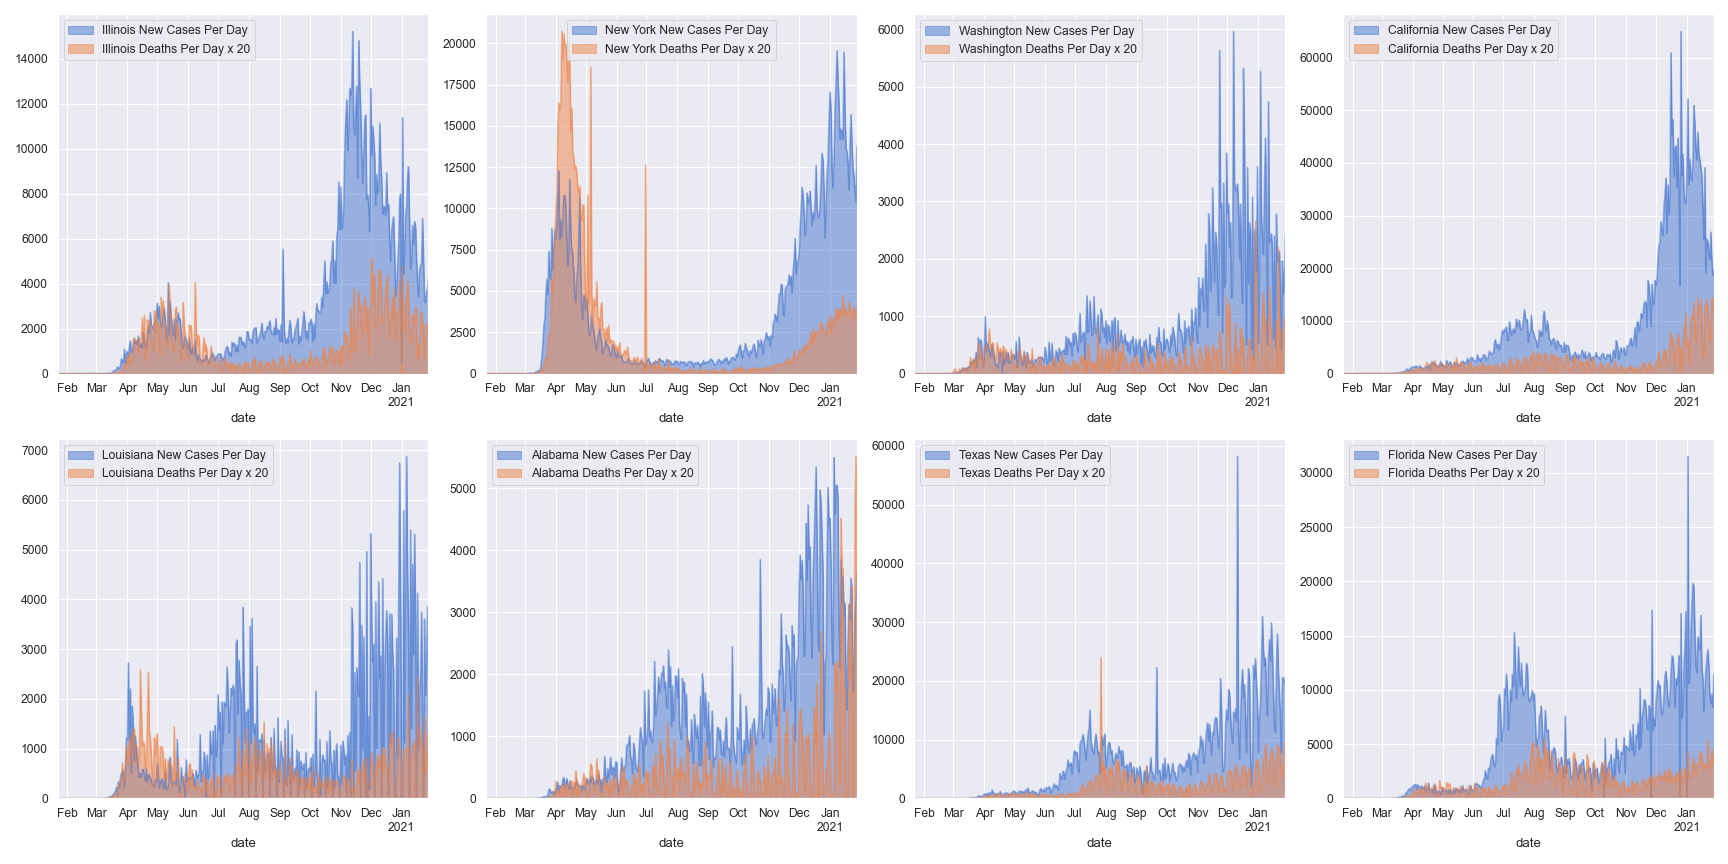 Illinois New Cases Per Day
Illinois Deaths Per Day x 20
14000
12000
10000
8000
6000
4000
2000
0
Feb Mar Apr May Jun Jul Aug Sep Oct Nov Dec Jan
2021
date
New York New Cases Per Day
New York Deaths Per Day x 20
20000
17500
15000
12500
10000
7500
5000
2500
0
Feb Mar Apr May Jun Jul Aug Sep Oct Nov Dec Jan
2021
date
Washington New Cases Per Day
Washington Deaths Per Day x 20
6000
5000
4000
3000
2000
1000
0
Feb Mar Apr May Jun Jul Aug Sep Oct Nov Dec Jan
2021
date
California New Cases Per Day
California Deaths Per Day x 20
60000
50000
40000
30000
20000
10000
0
Feb Mar Apr May Jun Jul Aug Sep Oct Nov Dec Jan
2021
date
Louisiana New Cases Per Day
Louisiana Deaths Per Day x 20
7000
6000
5000
4000
3000
2000
1000
0
Feb Mar Apr May Jun Jul Aug Sep Oct Nov Dec Jan
2021
date
Alabama New Cases Per Day
Alabama Deaths Per Day x 20
5000
4000
3000
2000
1000
0
Feb Mar Apr May Jun Jul Aug Sep Oct Nov Dec Jan
2021
date
Texas New Cases Per Day
Texas Deaths Per Day x 20
60000
50000
40000
30000
20000
10000
0
Feb Mar Apr May Jun Jul Aug Sep Oct Nov Dec Jan
2021
date
Florida New Cases Per Day
Florida Deaths Per Day x 20
30000
25000
20000
15000
10000
5000
0
Feb Mar Apr May Jun Jul Aug Sep Oct Nov Dec Jan
2021
date